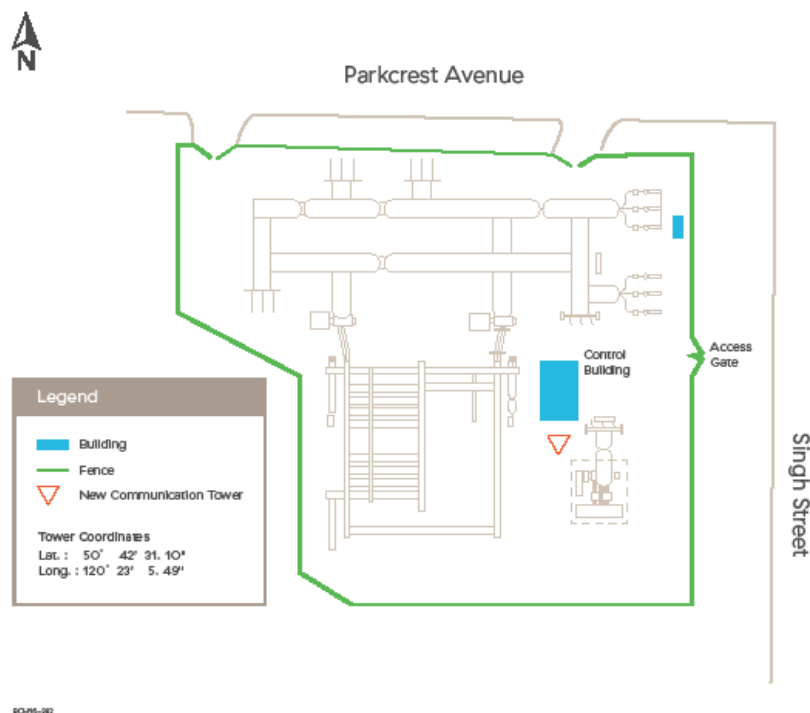 N
Parkcrest Avenue
Access
Gate
Control
Building
Legend
Building
Fence
New Communication Tower
Tower Coordinates
Lat. : 50° 42' 31. 10"
Long. : 120° 23' 5. 49"
Singh Street